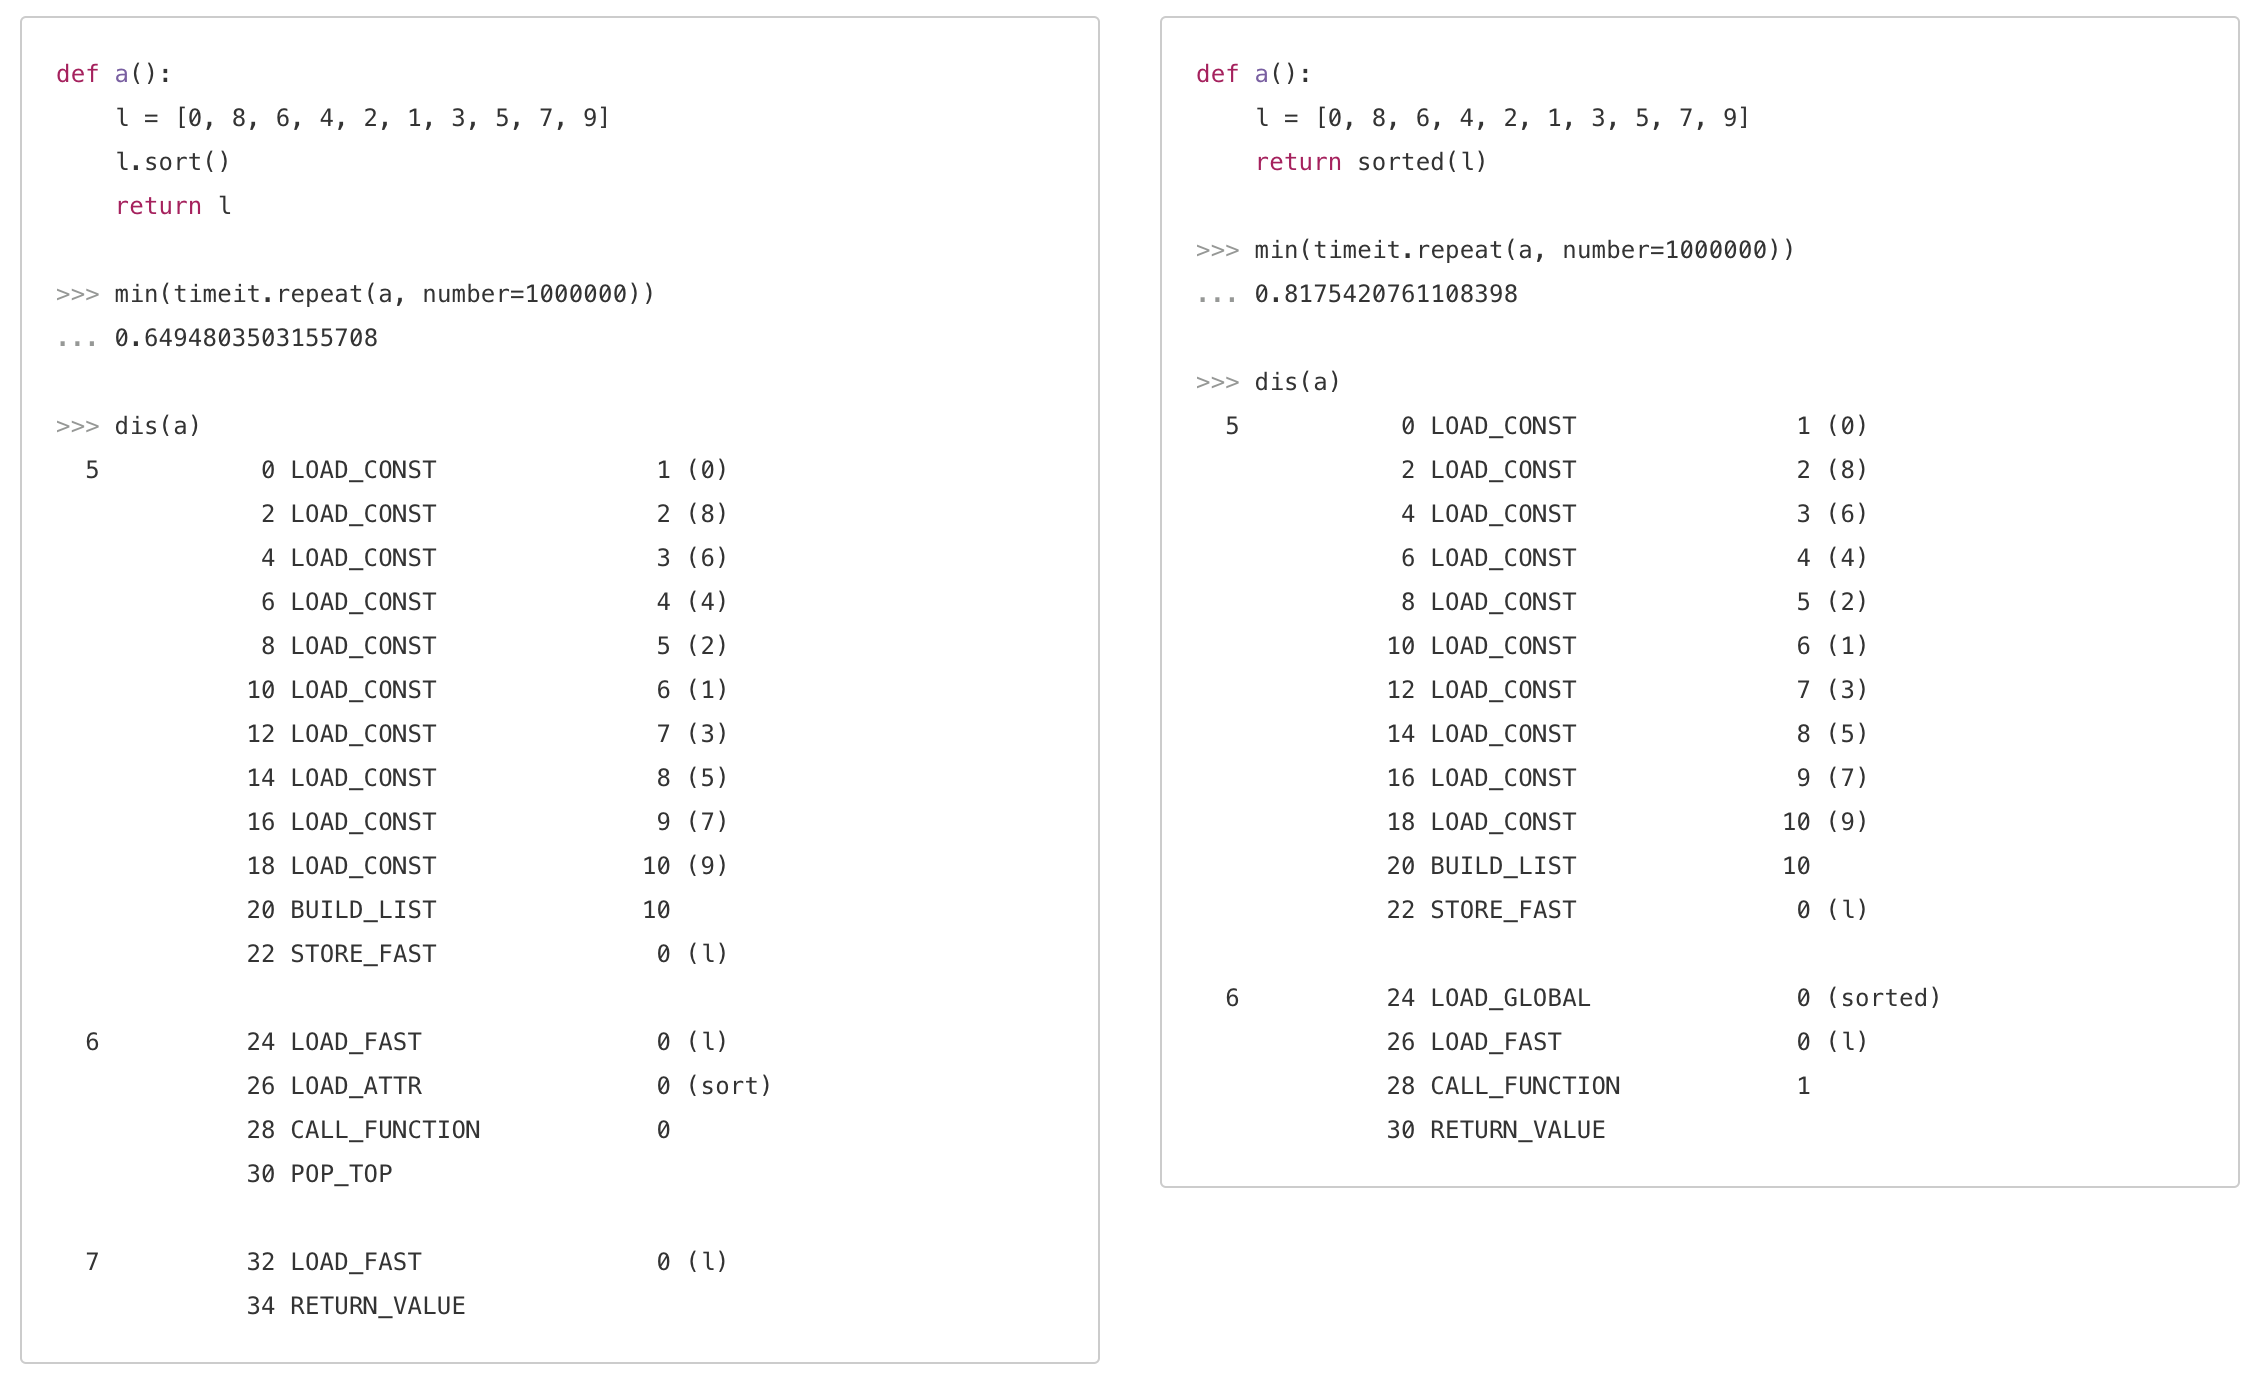 def a():
    l = [0, 8, 6, 4, 2, 1, 3, 5, 7, 9]
    l.sort()
    return l

>>> min(timeit.repeat(a, number=1000000))
... 0.6494803503155708

>>> dis(a)
  5           0 LOAD_CONST               1 (0)
              2 LOAD_CONST               2 (8)
              4 LOAD_CONST               3 (6)
              6 LOAD_CONST               4 (4)
              8 LOAD_CONST               5 (2)
             10 LOAD_CONST               6 (1)
             12 LOAD_CONST               7 (3)
             14 LOAD_CONST               8 (5)
             16 LOAD_CONST               9 (7)
             18 LOAD_CONST              10 (9)
             20 BUILD_LIST              10
             22 STORE_FAST               0 (l)

  6          24 LOAD_FAST                0 (l)
             26 LOAD_ATTR                0 (sort)
             28 CALL_FUNCTION            0
             30 POP_TOP

  7          32 LOAD_FAST                0 (l)
             34 RETURN_VALUE

def a():
    l = [0, 8, 6, 4, 2, 1, 3, 5, 7, 9]
    return sorted(l)

>>> min(timeit.repeat(a, number=1000000))
... 0.8175420761108398

>>> dis(a)
  5           0 LOAD_CONST               1 (0)
              2 LOAD_CONST               2 (8)
              4 LOAD_CONST               3 (6)
              6 LOAD_CONST               4 (4)
              8 LOAD_CONST               5 (2)
             10 LOAD_CONST               6 (1)
             12 LOAD_CONST               7 (3)
             14 LOAD_CONST               8 (5)
             16 LOAD_CONST               9 (7)
             18 LOAD_CONST              10 (9)
             20 BUILD_LIST              10
             22 STORE_FAST               0 (l)

  6          24 LOAD_GLOBAL              0 (sorted)
             26 LOAD_FAST                0 (l)
             28 CALL_FUNCTION            1
             30 RETURN_VALUE